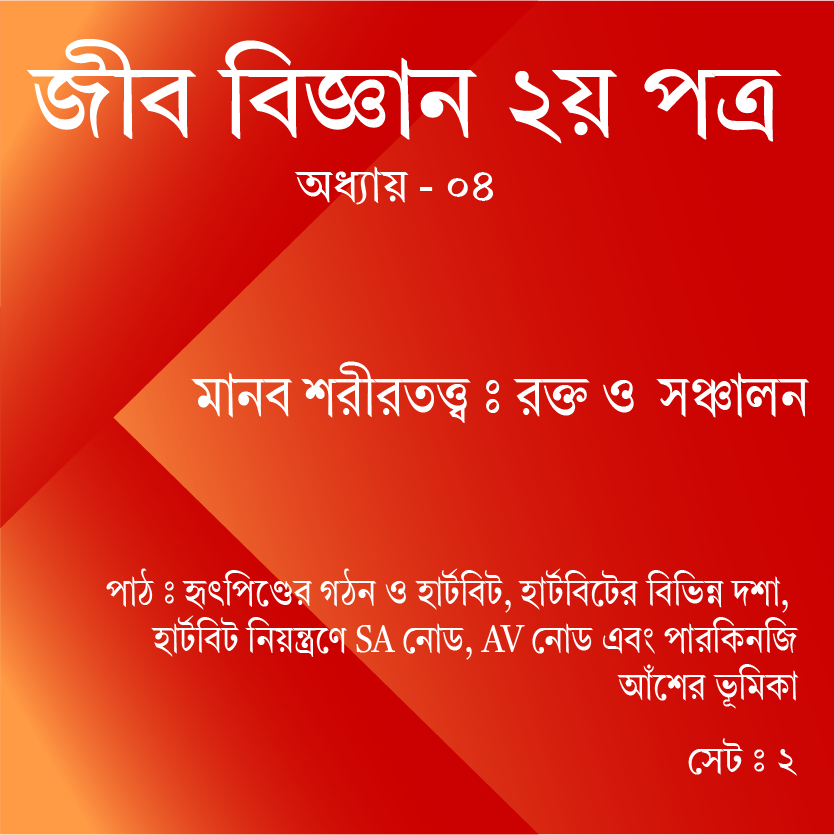 জীব বিজ্ঞান ২য় পত্র
অধ্যায় - ০৪
মানব শরীরতত্ত্ব ঃ রক্ত ও সঞ্চালন
পাঠ ঃ হৃৎপিণ্ডের গঠন ও হার্টবিট, হার্টবিটের বিভিন্ন দশা,
হার্টবিট নিয়ন্ত্রণে SA নোড, AV নোড এবং পারকিনজি
আঁশের ভূমিকা
সেট ঃ ২